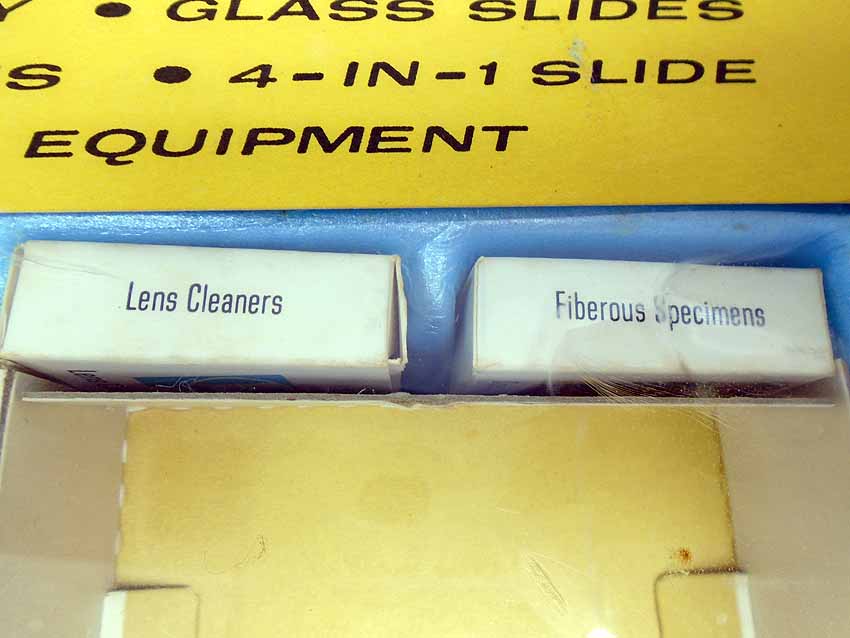 • GLASS SLIDES
• 4-IN-1 SLIDE
EQUIPMENT
Lens Cleaners
Fiberous Specimens